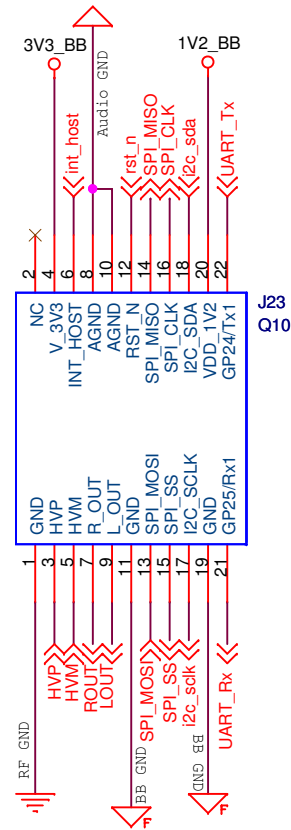 3V3_BB
1V2_BB
Audio GND
int_host
rst_n
SPI_MISO
SPI_CLK
i2c_sda
UART_Tx
2
4
6
8
10
12
14
16
18
20
22
NC
V_3V3
INT_HOST
AGND
AGND
RST_N
SPI_MISO
SPI_CLK
I2C_SDA
VDD_1V2
GP24/Tx1
J23
Q10
GND
HVP
HVM
R_OUT
L_OUT
GND
SPI_MOSI
SPI_SS
I2C_SCLK
GND
GP25/Rx1
1
3
5
7
9
11
13
15
17
19
21
RF GND
HVP
HVM
ROUT
LOUT
BB GND
SPI_MOSI
SPI_SS
i2c_sclk
BB GND
UART_Rx
F
F